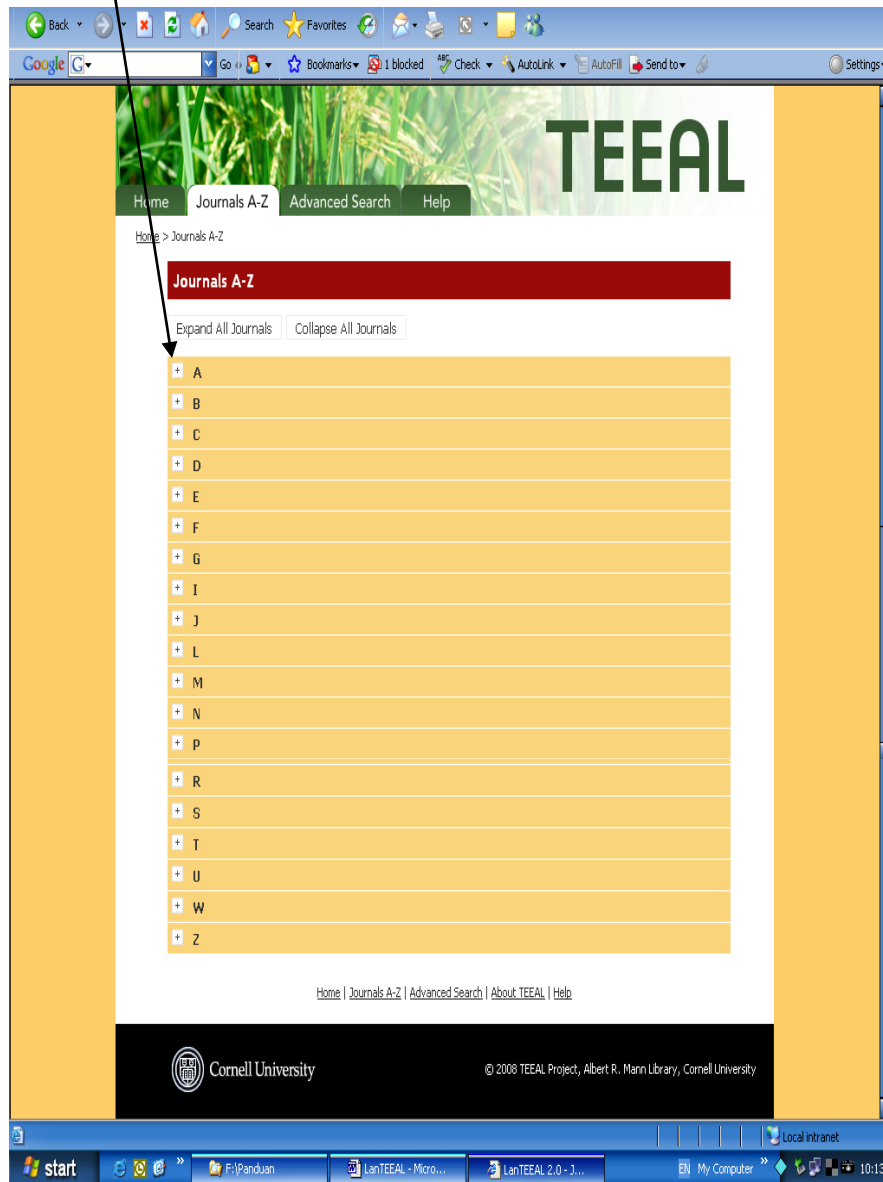 Back Search Favorites
Google G Go Bookmarks 1 blocked ABC Check AutoLink AutoFill Send to Settings
TEEAL
Home Journals A-Z Advanced Search Help
Home > Journals A-Z
Journals A-Z
Expand All Journals Collapse All Journals
+ A
+ B
+ C
+ D
+ E
+ F
+ G
+ I
+ J
+ L
+ M
+ N
+ P
+ R
+ S
+ T
+ U
+ W
+ Z
Home | Journals A-Z | Advanced Search | About TEEAL | Help
Cornell University © 2008 TEEAL Project, Albert R. Mann Library, Cornell University
Local intranet
start » F:\Panduan LanTEEAL - Micro... LanTEEAL 2.0 - J... EN My Computer » 10:13